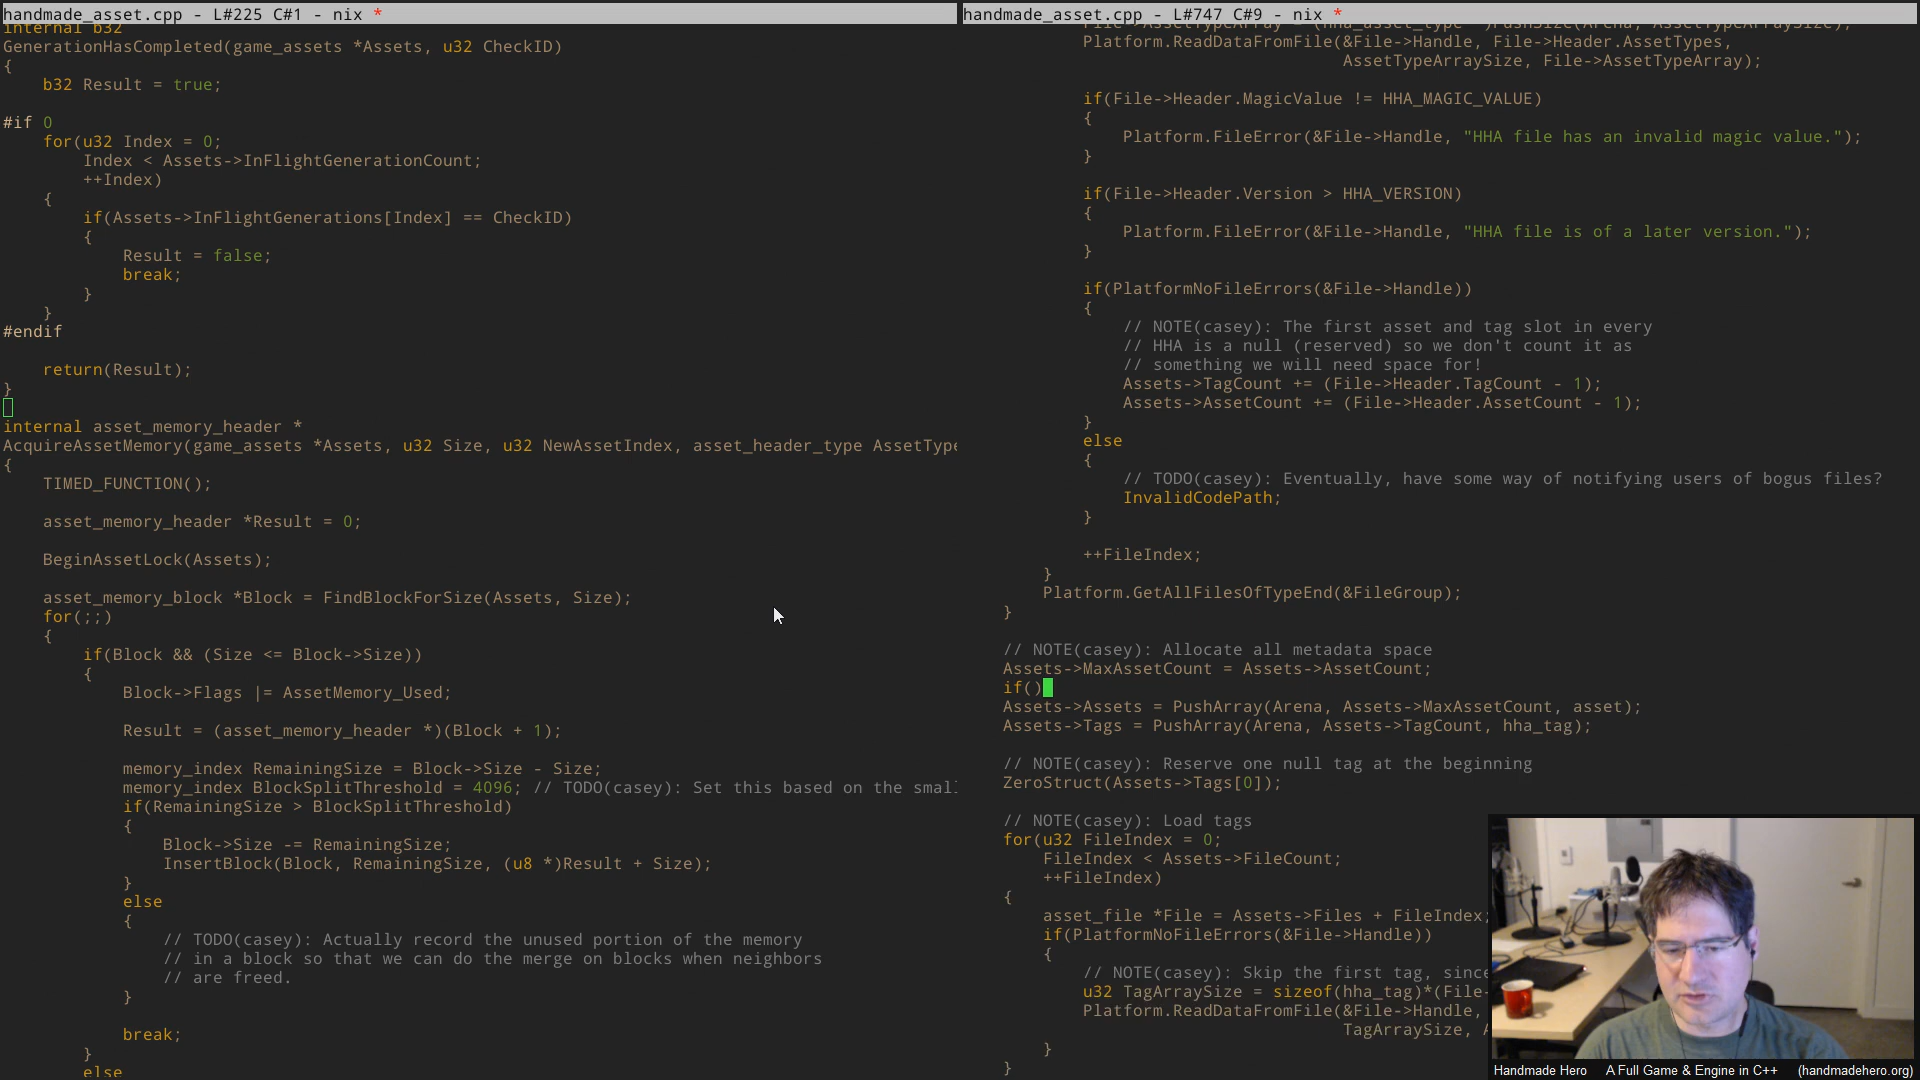 handmade_asset.cpp - L#225 C#1 - nix *
internal b32
GenerationHasCompleted(game_assets *Assets, u32 CheckID)
{
    b32 Result = true;
#if 0
    for(u32 Index = 0;
        Index < Assets->InFlightGenerationCount;
        ++Index)
    {
        if(Assets->InFlightGenerations[Index] == CheckID)
        {
            Result = false;
            break;
        }
    }
#endif
    return(Result);
}
internal asset_memory_header *
AcquireAssetMemory(game_assets *Assets, u32 Size, u32 NewAssetIndex, asset_header_type AssetType
{
    TIMED_FUNCTION();
    asset_memory_header *Result = 0;
    BeginAssetLock(Assets);
    asset_memory_block *Block = FindBlockForSize(Assets, Size);
    for(;;)
    {
        if(Block && (Size <= Block->Size))
        {
            Block->Flags |= AssetMemory_Used;
            Result = (asset_memory_header *)(Block + 1);
            memory_index RemainingSize = Block->Size - Size;
            memory_index BlockSplitThreshold = 4096; // TODO(casey): Set this based on the smal
            if(RemainingSize > BlockSplitThreshold)
            {
                Block->Size -= RemainingSize;
                InsertBlock(Block, RemainingSize, (u8 *)Result + Size);
            }
            else
            {
                // TODO(casey): Actually record the unused portion of the memory
                // in a block so that we can do the merge on blocks when neighbors
                // are freed.
            }
            break;
        }
        else
handmade_asset.cpp - L#747 C#9 - nix *
Platform.ReadDataFromFile(&File->Handle, File->Header.AssetTypes,
                          AssetTypeArraySize, File->AssetTypeArray);
if(File->Header.MagicValue != HHA_MAGIC_VALUE)
{
    Platform.FileError(&File->Handle, "HHA file has an invalid magic value.");
}
if(File->Header.Version > HHA_VERSION)
{
    Platform.FileError(&File->Handle, "HHA file is of a later version.");
}
if(PlatformNoFileErrors(&File->Handle))
{
    // NOTE(casey): The first asset and tag slot in every
    // HHA is a null (reserved) so we don't count it as
    // something we will need space for!
    Assets->TagCount += (File->Header.TagCount - 1);
    Assets->AssetCount += (File->Header.AssetCount - 1);
}
else
{
    // TODO(casey): Eventually, have some way of notifying users of bogus files?
    InvalidCodePath;
}
++FileIndex;
}
Platform.GetAllFilesOfTypeEnd(&FileGroup);
}
// NOTE(casey): Allocate all metadata space
Assets->MaxAssetCount = Assets->AssetCount;
if()
Assets->Assets = PushArray(Arena, Assets->MaxAssetCount, asset);
Assets->Tags = PushArray(Arena, Assets->TagCount, hha_tag);
// NOTE(casey): Reserve one null tag at the beginning
ZeroStruct(Assets->Tags[0]);
// NOTE(casey): Load tags
for(u32 FileIndex = 0;
    FileIndex < Assets->FileCount;
    ++FileIndex)
{
    asset_file *File = Assets->Files + FileIndex;
    if(PlatformNoFileErrors(&File->Handle))
    {
        // NOTE(casey): Skip the first tag, since
        u32 TagArraySize = sizeof(hha_tag)*(File-
        Platform.ReadDataFromFile(&File->Handle,
                                  TagArraySize, A
    }
}
Handmade Hero   A Full Game & Engine in C++   (handmadehero.org)